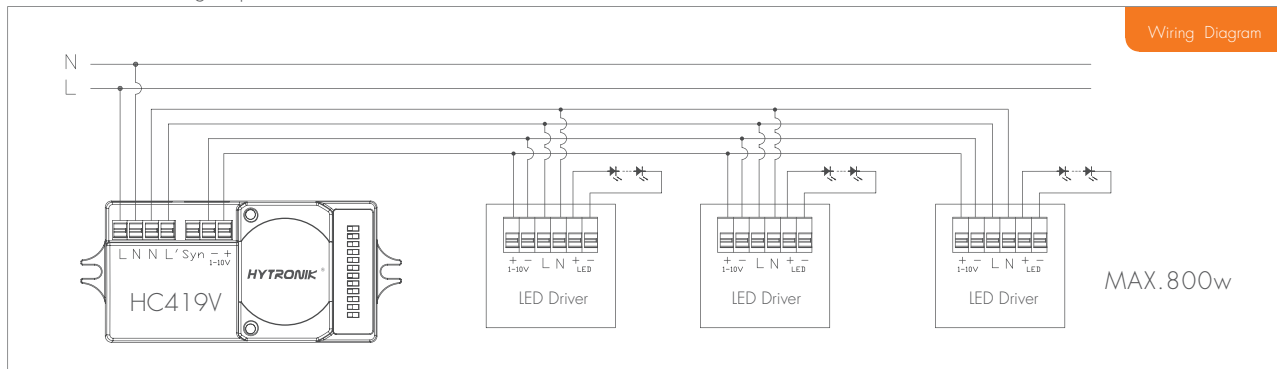 Wiring Diagram
N
L
L N N L' Syn - +
1-10V
HYTRONIK®
HC419V
+ - L N + -
1-10V LED
LED Driver
+ - L N + -
1-10V LED
LED Driver
+ - L N + -
1-10V LED
LED Driver
MAX.800w